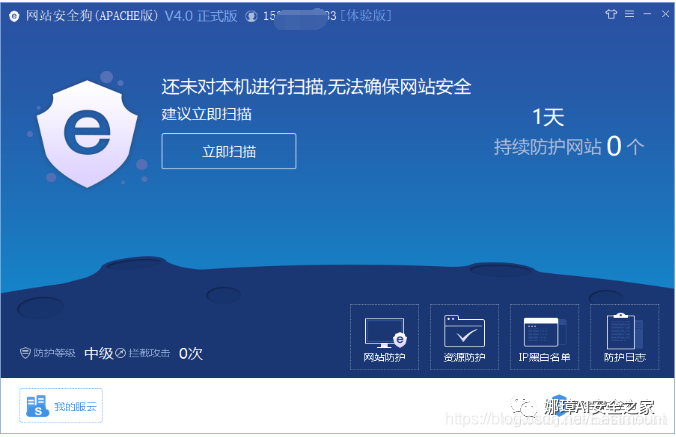 网站安全狗(APACHE版) V4.0 正式版 15 33[体验版]
还未对本机进行扫描,无法确保网站安全
建议立即扫描
立即扫描
1天
持续防护网站 0 个
防护等级 中级 拦截攻击 0次
网站防护 资源防护 IP黑白名单 防护日志
我的服云
娜璋AI安全之家
https://blog.csdn.net/Eastmount